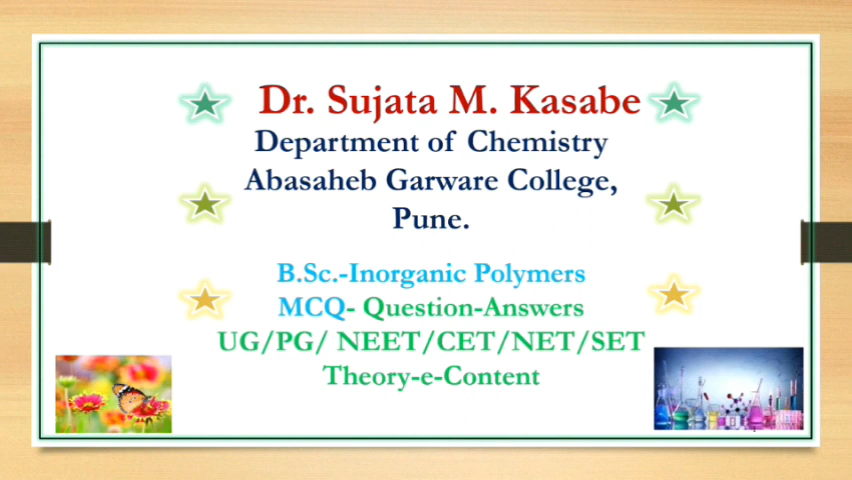 Dr. Sujata M. Kasabe
Department of Chemistry
Abasaheb Garware College,
Pune.
B.Sc.-Inorganic Polymers
MCQ- Question-Answers
UG/PG/ NEET/CET/NET/SET
Theory-e-Content